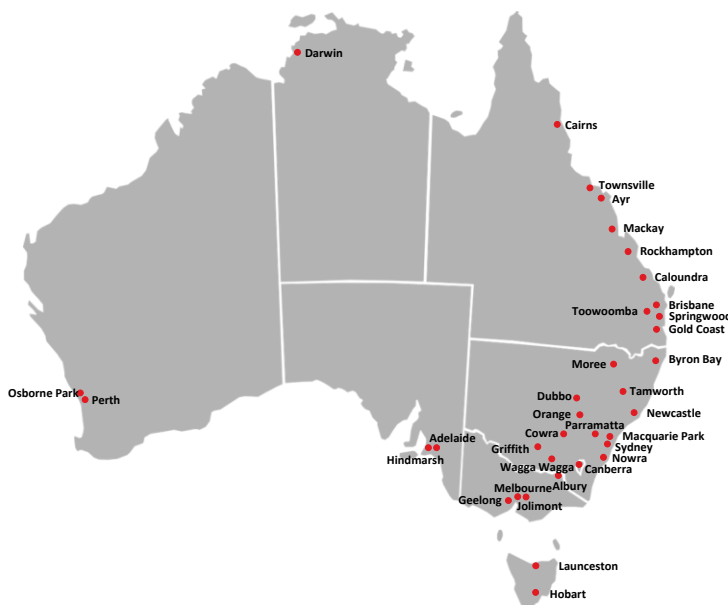 Darwin
Cairns
Townsville
Ayr
Mackay
Rockhampton
Caloundra
Brisbane
Toowoomba
Springwood
Gold Coast
Byron Bay
Moree
Osborne Park
Perth
Tamworth
Dubbo
Newcastle
Orange
Parramatta
Cowra
Macquarie Park
Adelaide
Sydney
Griffith
Hindmarsh
Nowra
Wagga Wagga
Canberra
Albury
Melbourne
Geelong
Jolimont
Launceston
Hobart